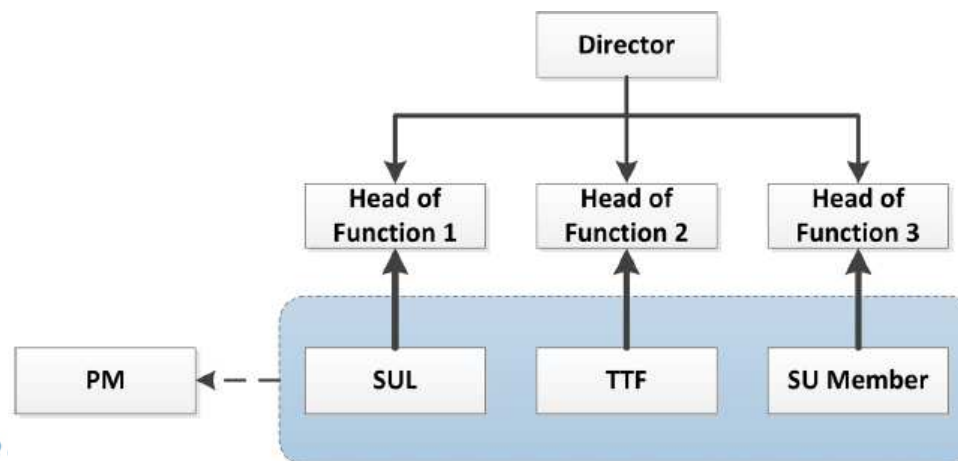 Director
Head of
Function 1
Head of
Function 2
Head of
Function 3
PM
SUL
TTF
SU Member